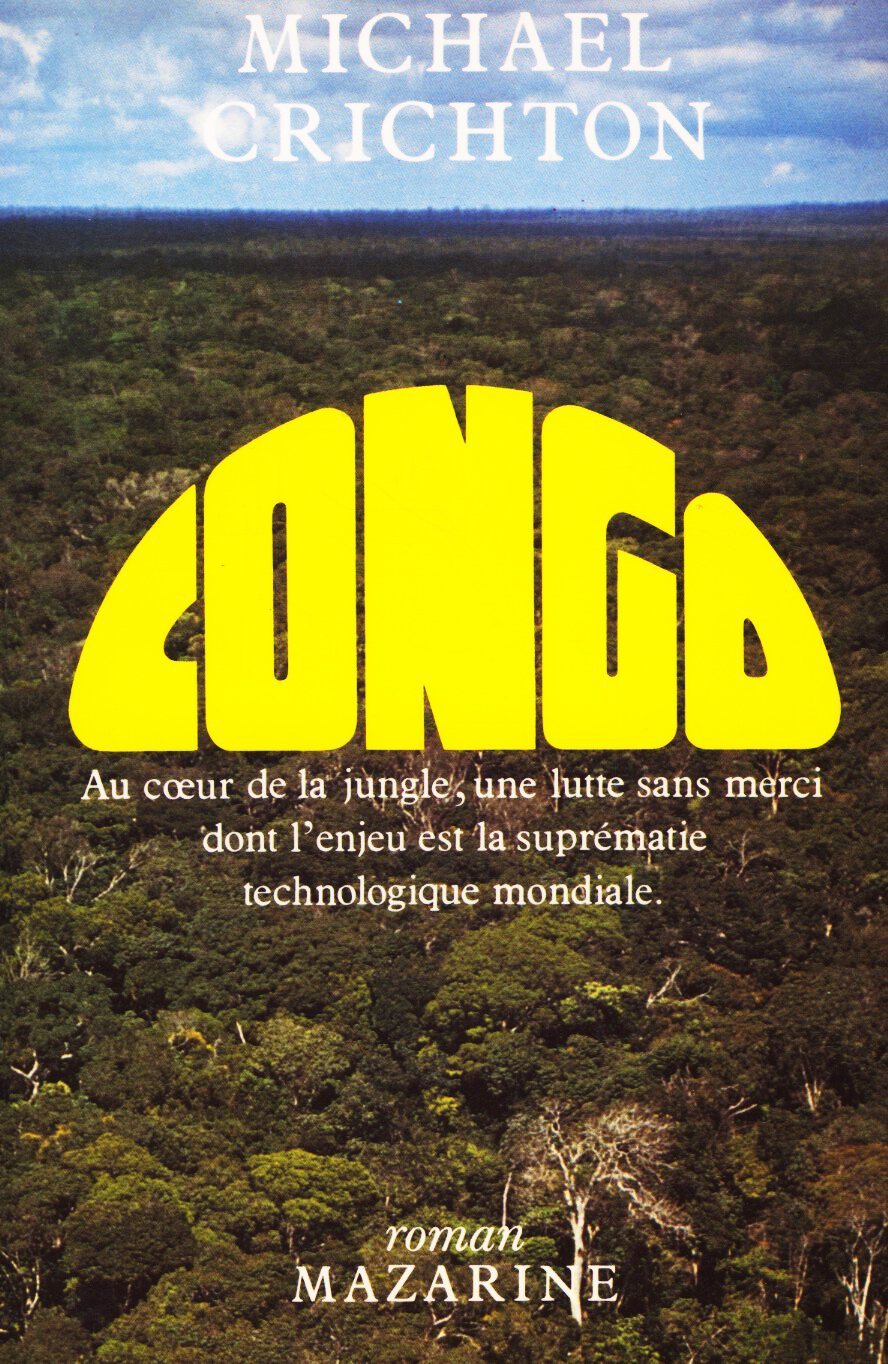 MICHAEL
CRICHTON
CONGO
Au cœur de la jungle, une lutte sans merci
dont l'enjeu est la suprématie
technologique mondiale.
roman
MAZARINE